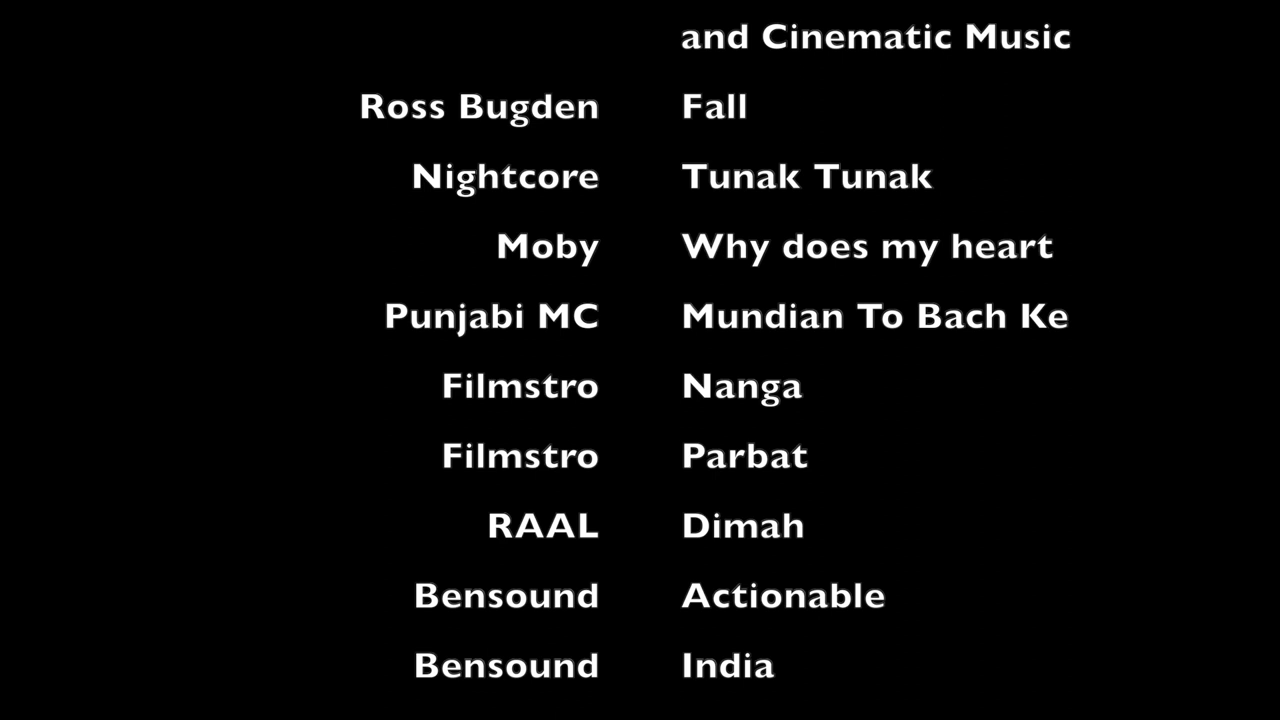 and Cinematic Music
Ross Bugden Fall
Nightcore Tunak Tunak
Moby Why does my heart
Punjabi MC Mundian To Bach Ke
Filmstro Nanga
Filmstro Parbat
RAAL Dimah
Bensound Actionable
Bensound India